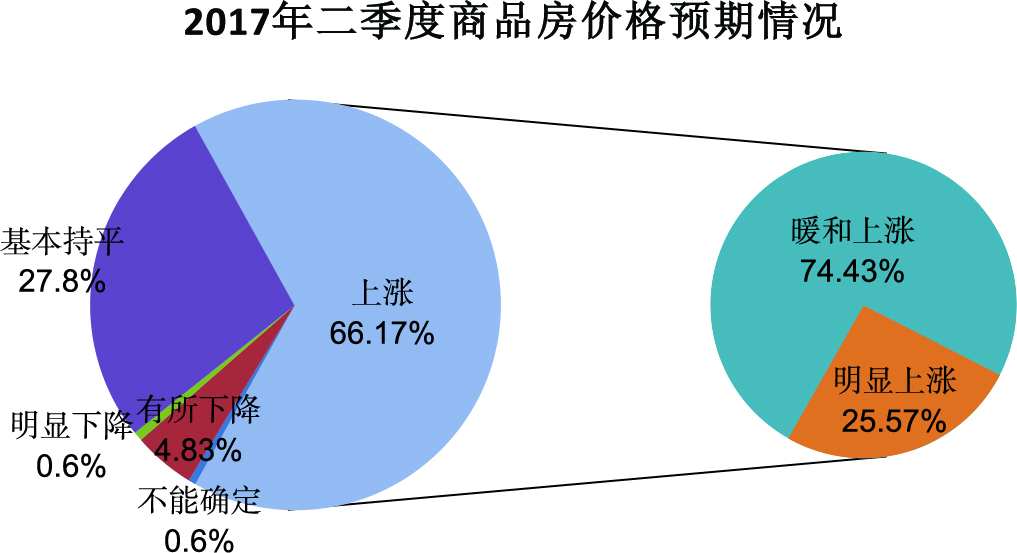 2017年二季度商品房价格预期情况
基本持平
27.8%
上涨
66.17%
明显下降
0.6%
有所下降
4.83%
不能确定
0.6%
暖和上涨
74.43%
明显上涨
25.57%